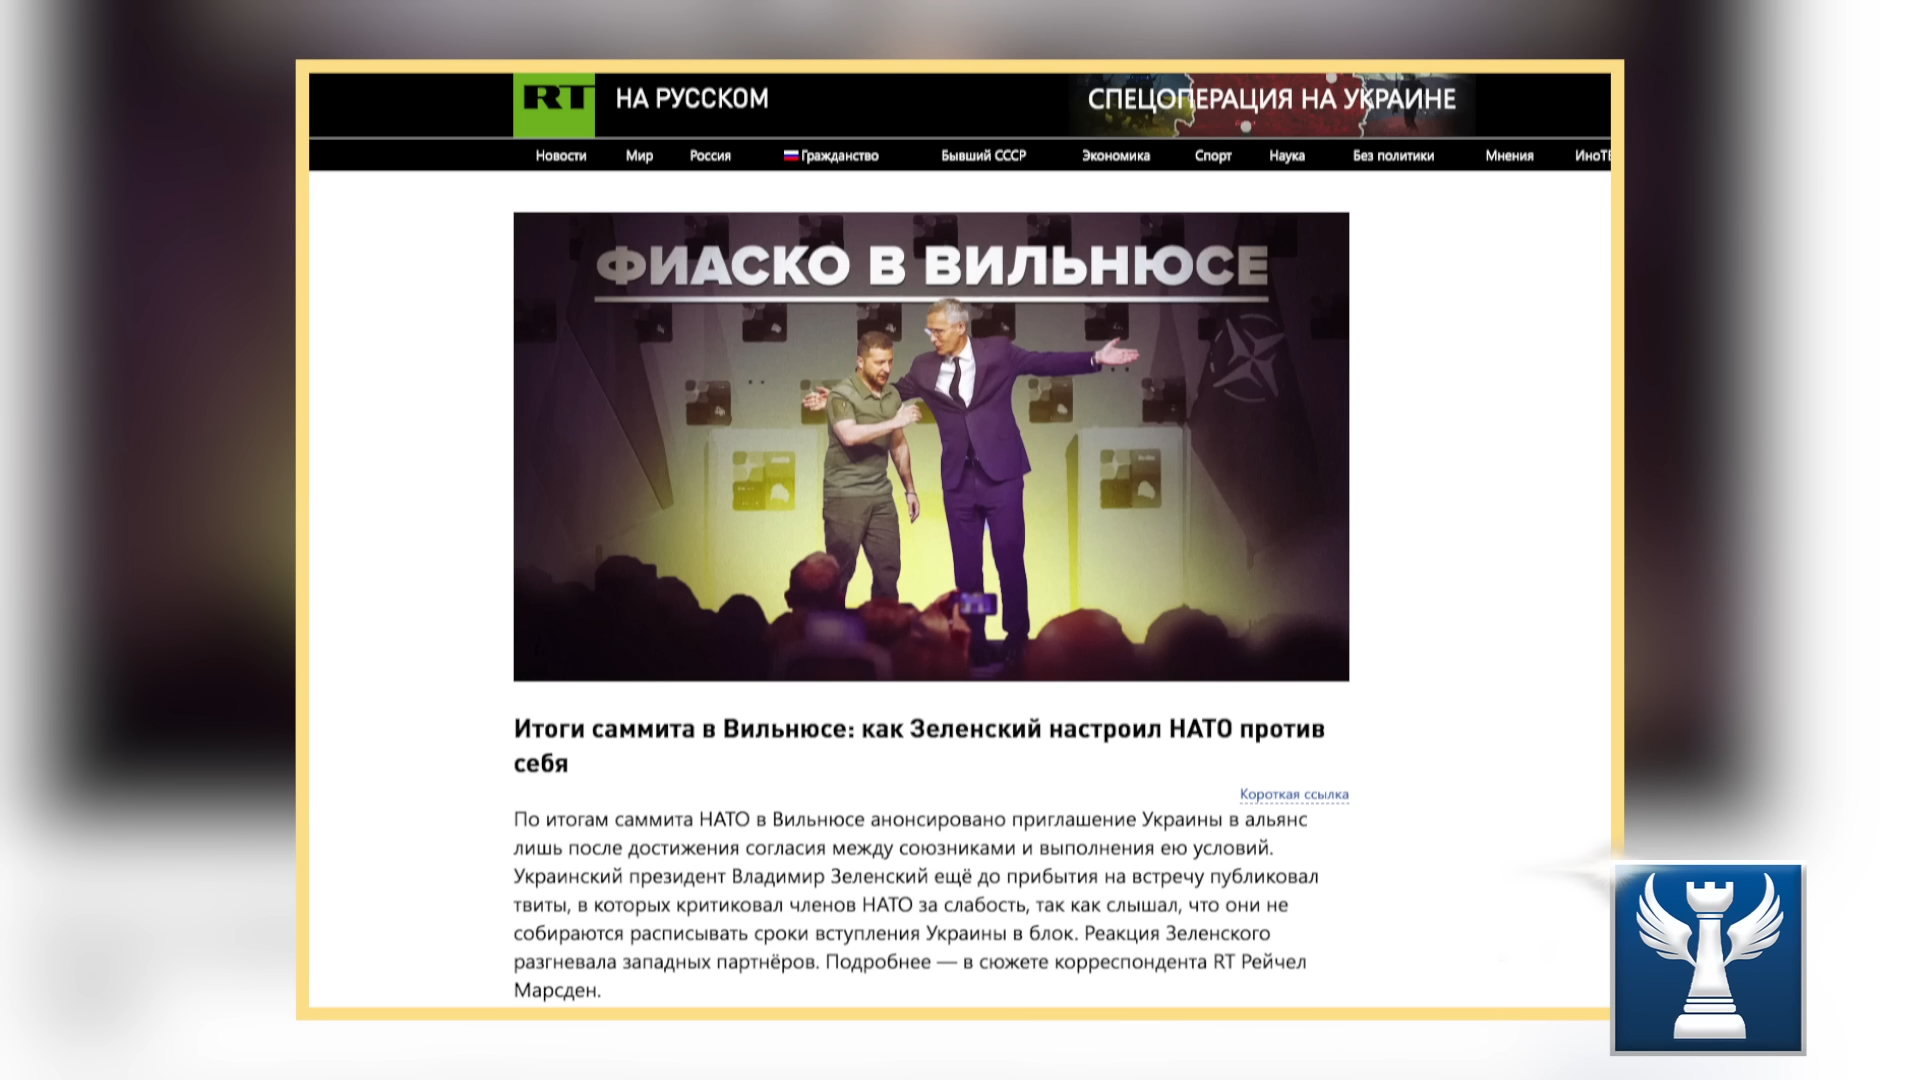 RT НА РУССКОМ
СПЕЦОПЕРАЦИЯ НА УКРАИНЕ
Новости Мир Россия Гражданство Бывший СССР Экономика Спорт Наука Без политики Мнения ИноТ
ФИАСКО В ВИЛЬНЮСЕ
Итоги саммита в Вильнюсе: как Зеленский настроил НАТО против
себя
Короткая ссылка
По итогам саммита НАТО в Вильнюсе анонсировано приглашение Украины в альянс
лишь после достижения согласия между союзниками и выполнения ею условий.
Украинский президент Владимир Зеленский ещё до прибытия на встречу публиковал
твиты, в которых критиковал членов НАТО за слабость, так как слышал, что они не
собираются расписывать сроки вступления Украины в блок. Реакция Зеленского
разгневала западных партнёров. Подробнее — в сюжете корреспондента RT Рейчел
Марсден.